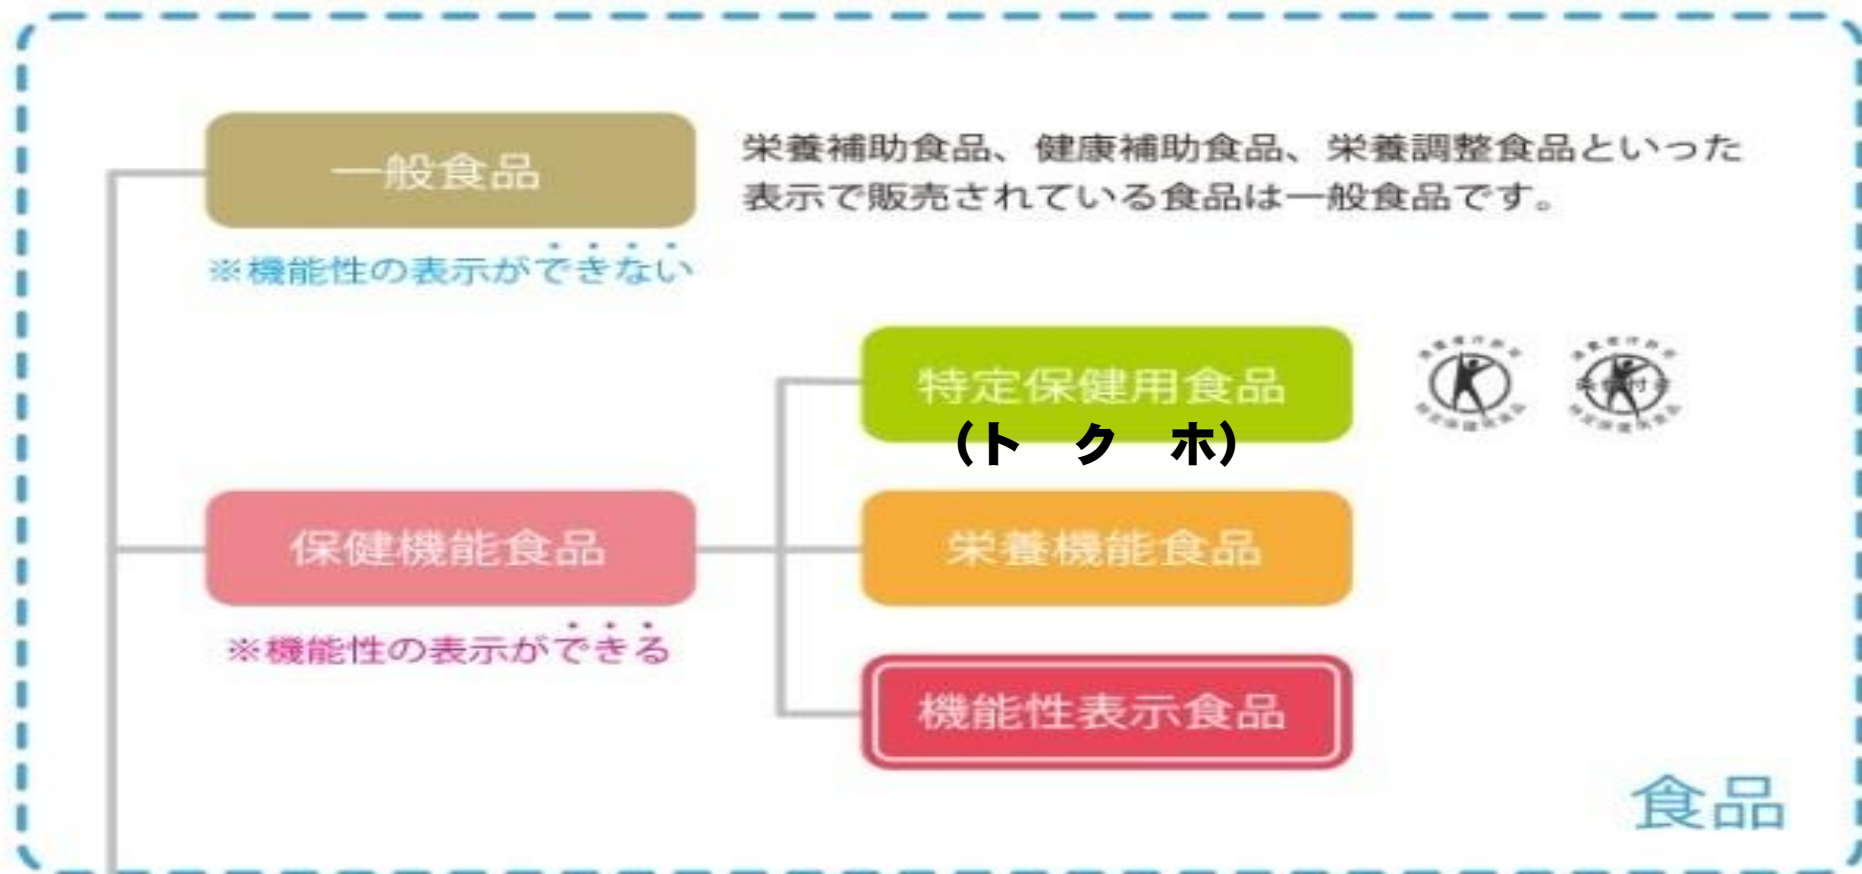 一般食品
栄養補助食品、健康補助食品、栄養調整食品といった
表示で販売されている食品は一般食品です。
※機能性の表示ができない
特定保健用食品
(ト ク ホ)
保健機能食品
栄養機能食品
※機能性の表示ができる
機能性表示食品
食品